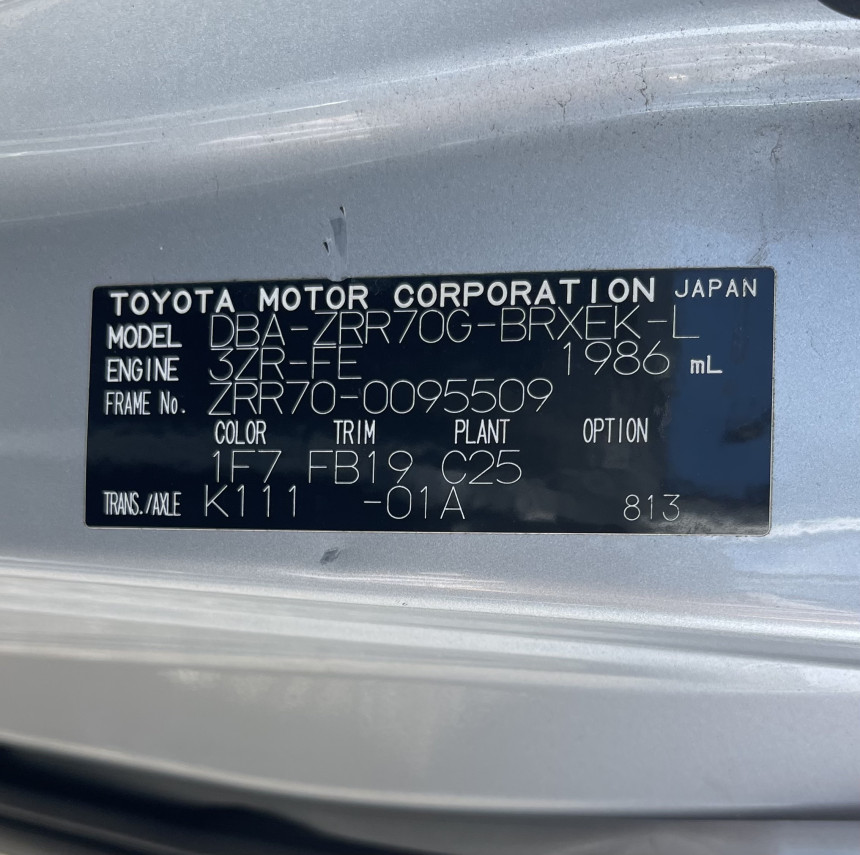 TOYOTA MOTOR CORPORATION JAPAN
MODEL DBA-ZRR70G-BRXEK-L
ENGINE 3ZR-FE 1986 mL
FRAME No. ZRR70-0095509
COLOR TRIM PLANT OPTION
1F7 FB19 C25
TRANS./AXLE K111 -01A 813